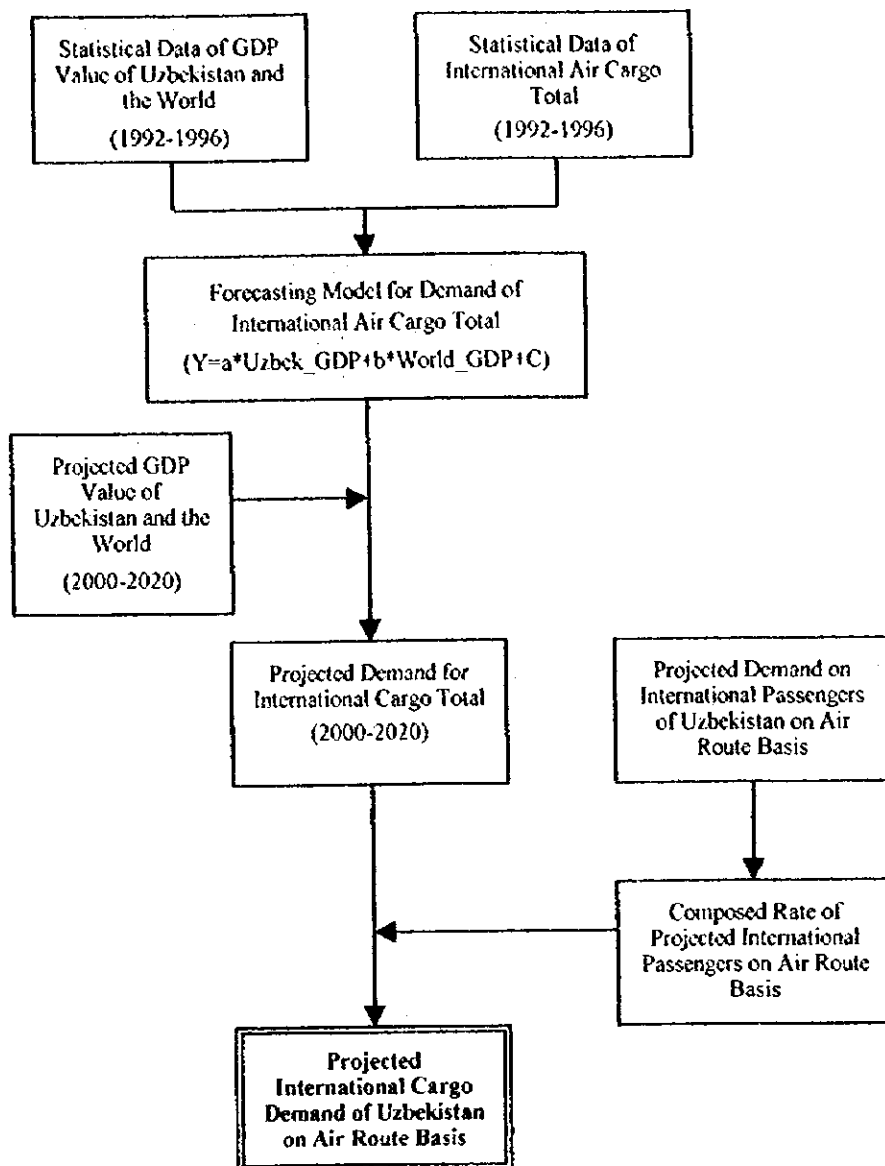 Statistical Data of GDP
Value of Uzbekistan and
the World
(1992-1996)
Statistical Data of
International Air Cargo
Total
(1992-1996)
Forecasting Model for Demand of
International Air Cargo Total
(Y=a*Uzbek_GDP+b*World_GDP+C)
Projected GDP
Value of
Uzbekistan and the
World
(2000-2020)
Projected Demand for
International Cargo Total
(2000-2020)
Projected Demand on
International Passengers
of Uzbekistan on Air
Route Basis
Composed Rate of
Projected International
Passengers on Air Route
Basis
Projected
International Cargo
Demand of Uzbekistan
on Air Route Basis